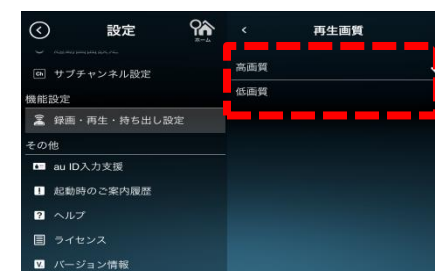 設定
ホーム
サブチャンネル設定
機能設定
録画・再生・持ち出し設定
その他
au ID入力支援
起動時のご案内履歴
ヘルプ
ライセンス
バージョン情報
再生画質
高画質
低画質